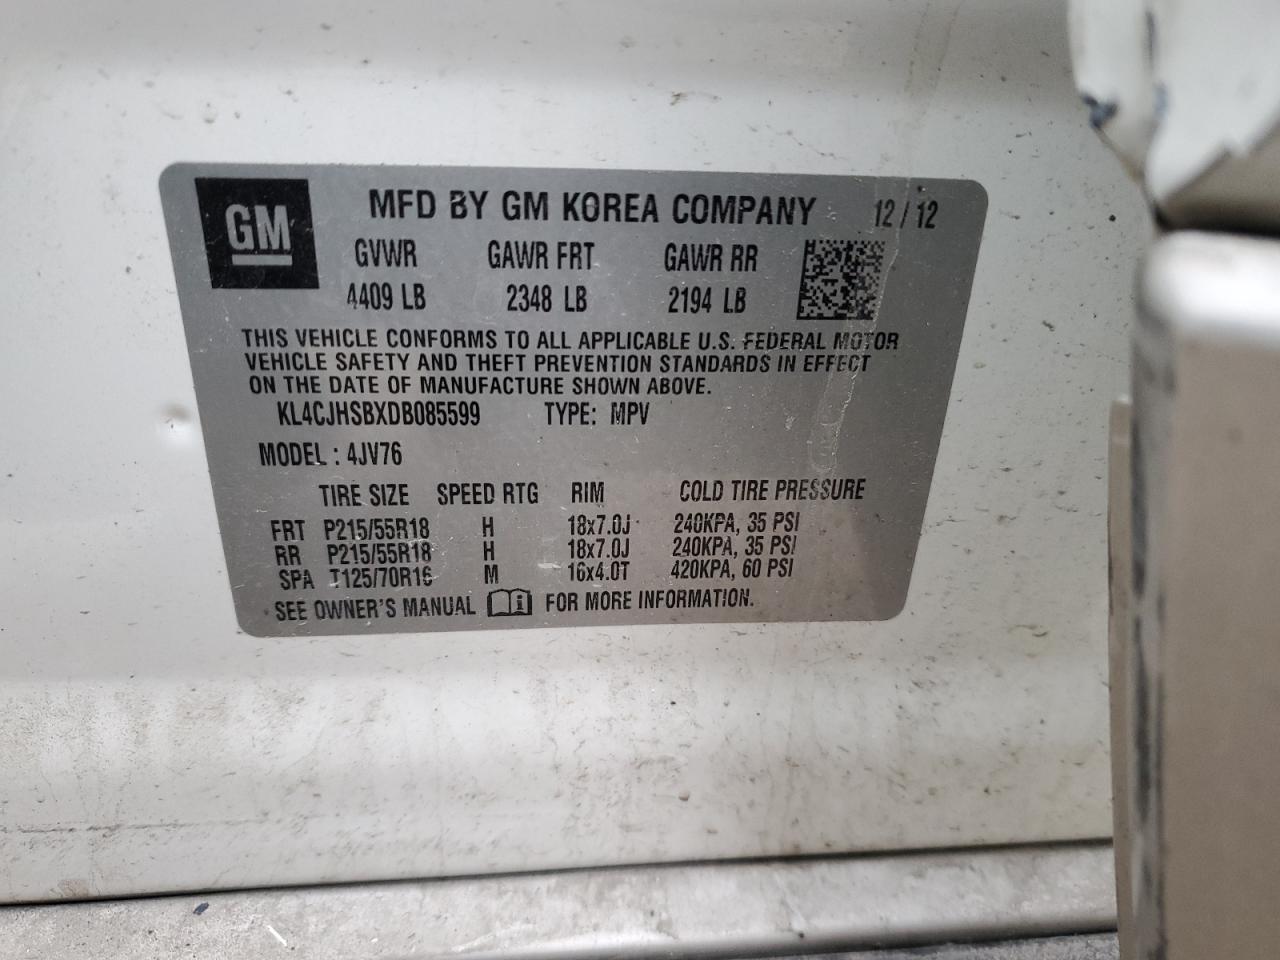 GM
MFD BY GM KOREA COMPANY 12/12
GVWR GAWR FRT GAWR RR
4409 LB 2348 LB 2194 LB
THIS VEHICLE CONFORMS TO ALL APPLICABLE U.S. FEDERAL MOTOR
VEHICLE SAFETY AND THEFT PREVENTION STANDARDS IN EFFECT
ON THE DATE OF MANUFACTURE SHOWN ABOVE.
KL4CJHSBXDB085599 TYPE: MPV
MODEL : 4JV76
TIRE SIZE SPEED RTG RIM COLD TIRE PRESSURE
FRT P215/55R18 H 18x7.0J 240KPA, 35 PSI
RR P215/55R18 H 18x7.0J 240KPA, 35 PSI
SPA T125/70R16 M 16x4.0T 420KPA, 60 PSI
SEE OWNER'S MANUAL i FOR MORE INFORMATION.